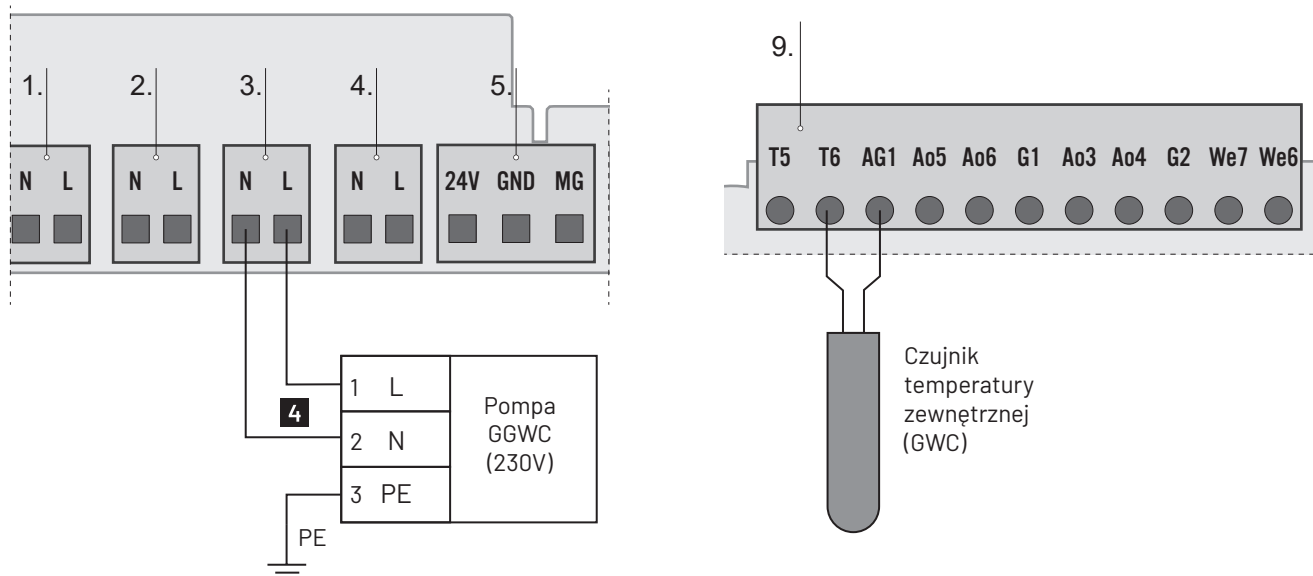 1. 2. 3. 4. 5.
N L N L N L N L 24V GND MG
4
1 L
2 N
3 PE
Pompa
GGWC
(230V)
PE
9.
T5 T6 AG1 Ao5 Ao6 G1 Ao3 Ao4 G2 We7 We6
Czujnik
temperatury
zewnętrznej
(GWC)